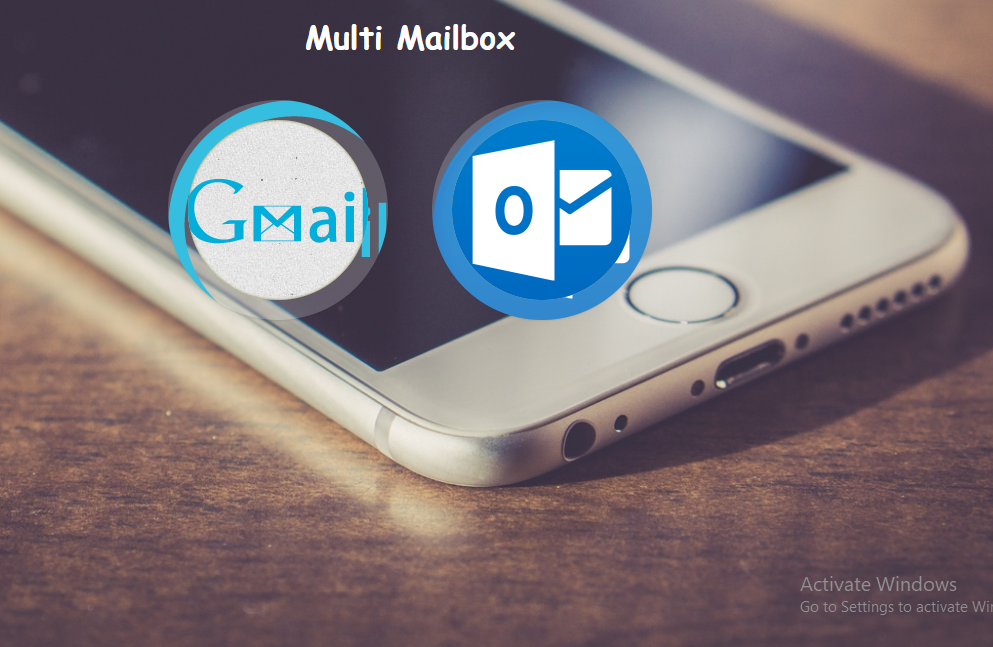 Multi Mailbox
Gmail
O
Activate Windows
Go to Settings to activate Wi